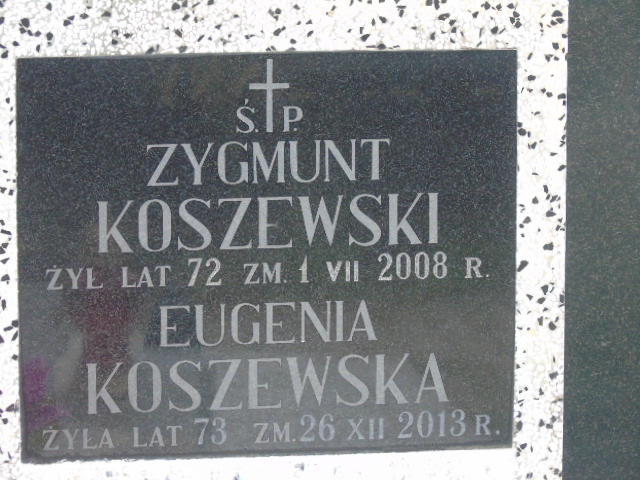 Ś.P.
ZYGMUNT
KOSZEWSKI
ŻYŁ LAT 72 ZM. 1 VII 2008 R.
EUGENIA
KOSZEWSKA
ŻYŁA LAT 73 ZM. 26 XII 2013 R.